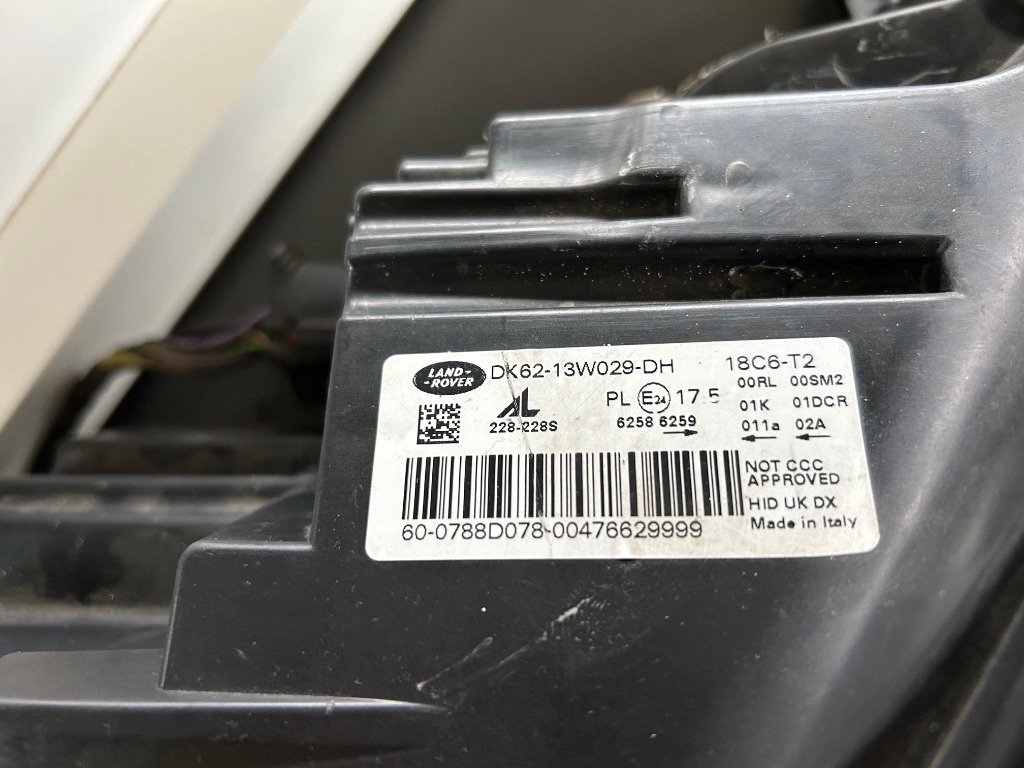 LAND-
-ROVER
DK62-13W029-DH
18C6-T2
AL
228-228S
PL E24 17.5
6258 6259
00RL 00SM2
01K 01DCR
011a 02A
NOT CCC
APPROVED
HID UK DX
Made in Italy
60-0788D078-00476629999